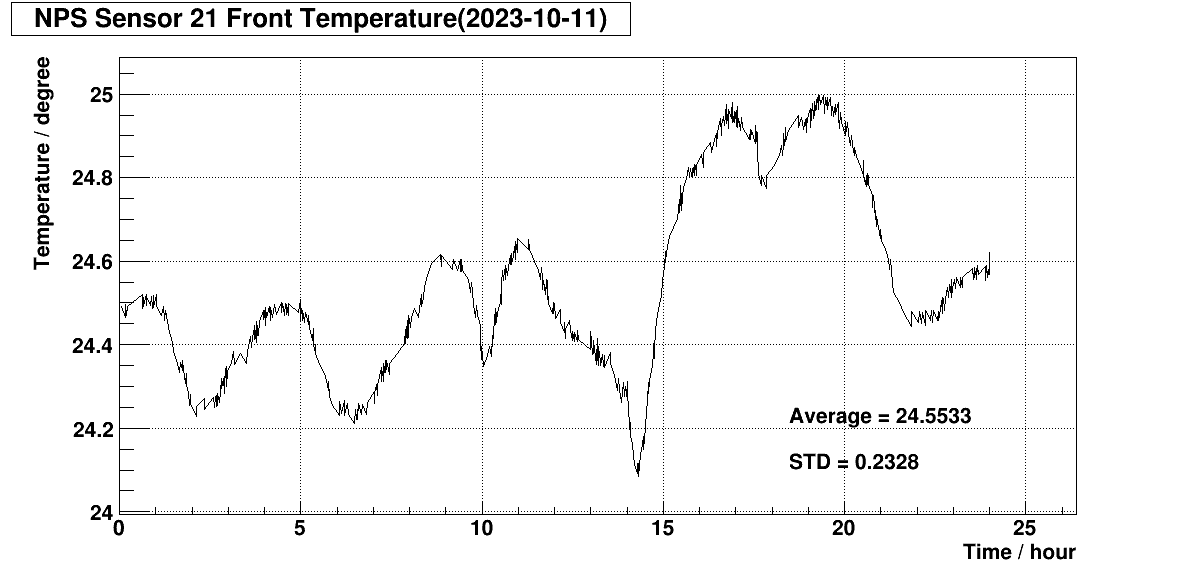 NPS Sensor 21 Front Temperature(2023-10-11)
Temperature / degree
25
24.8
24.6
24.4
24.2
24
Average = 24.5533
STD = 0.2328
0 5 10 15 20 25
Time / hour